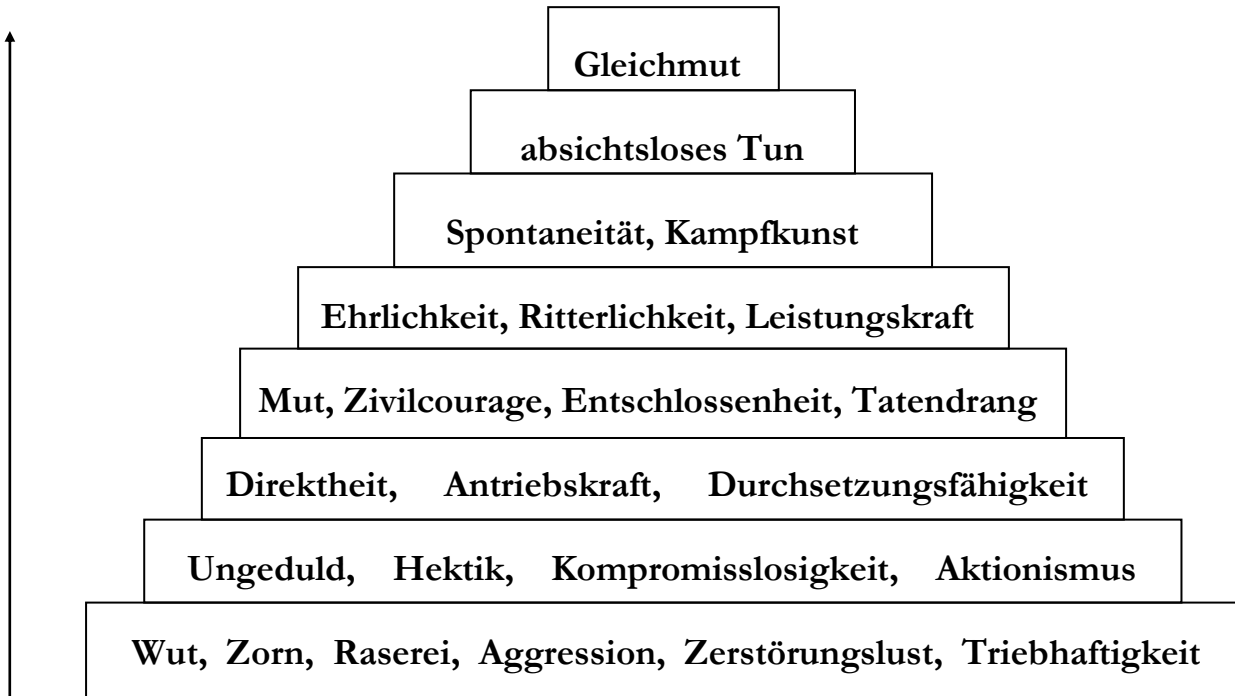 Gleichmut
absichtsloses Tun
Spontaneität, Kampfkunst
Ehrlichkeit, Ritterlichkeit, Leistungskraft
Mut, Zivilcourage, Entschlossenheit, Tatendrang
Direktheit, Antriebskraft, Durchsetzungsfähigkeit
Ungeduld, Hektik, Kompromisslosigkeit, Aktionismus
Wut, Zorn, Raserei, Aggression, Zerstörungslust, Triebhaftigkeit